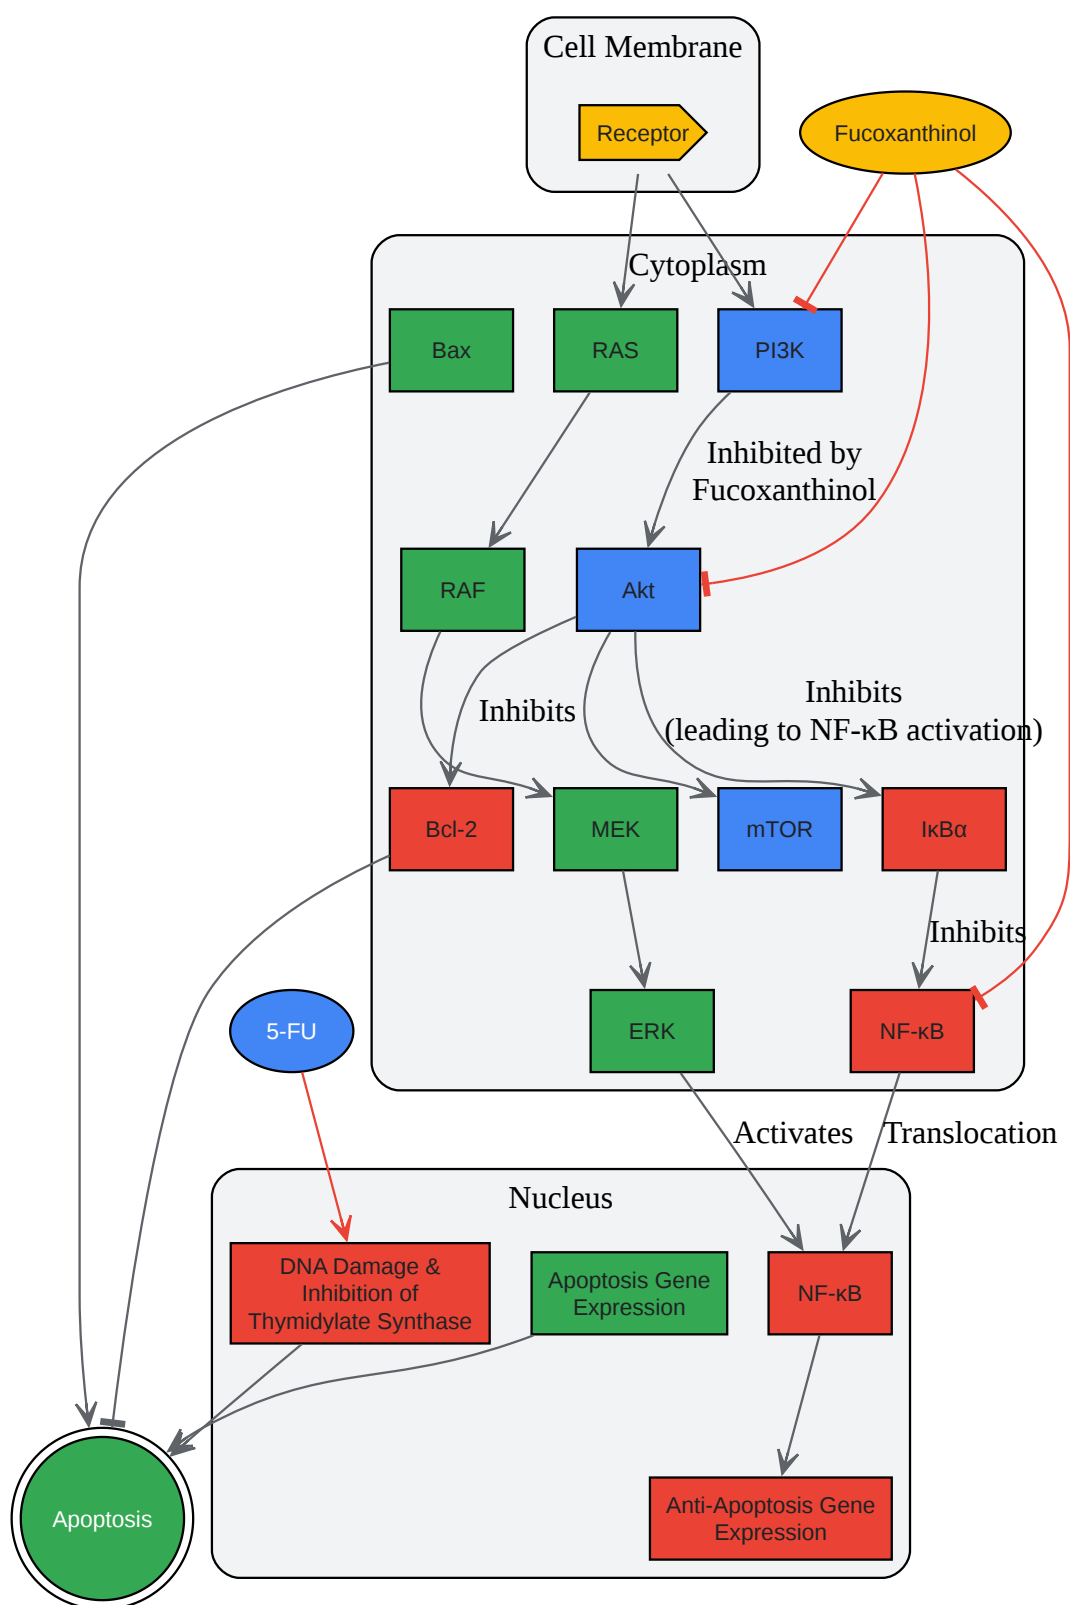 Cell Membrane
Receptor
Fucoxanthinol
Cytoplasm
Bax
RAS
PI3K
Inhibited by
Fucoxanthinol
RAF
Akt
Inhibits
Inhibits
(leading to NF-κB activation)
Bcl-2
MEK
mTOR
IκBα
Inhibits
5-FU
ERK
NF-κB
Activates
Translocation
Nucleus
DNA Damage &
Inhibition of
Thymidylate Synthase
Apoptosis Gene
Expression
NF-κB
Apoptosis
Anti-Apoptosis Gene
Expression